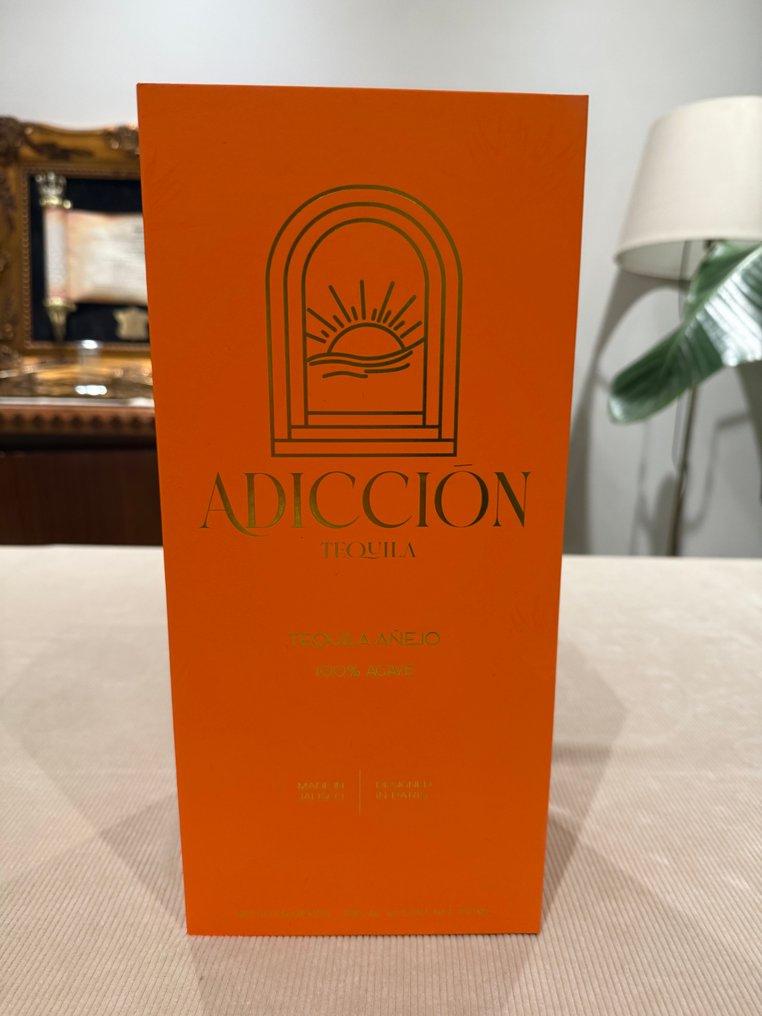 ADICCIÓN
TEQUILA
TEQUILA AÑEJO
100% AGAVE
MADE IN
JALISCO
DESIGNED
IN PARIS